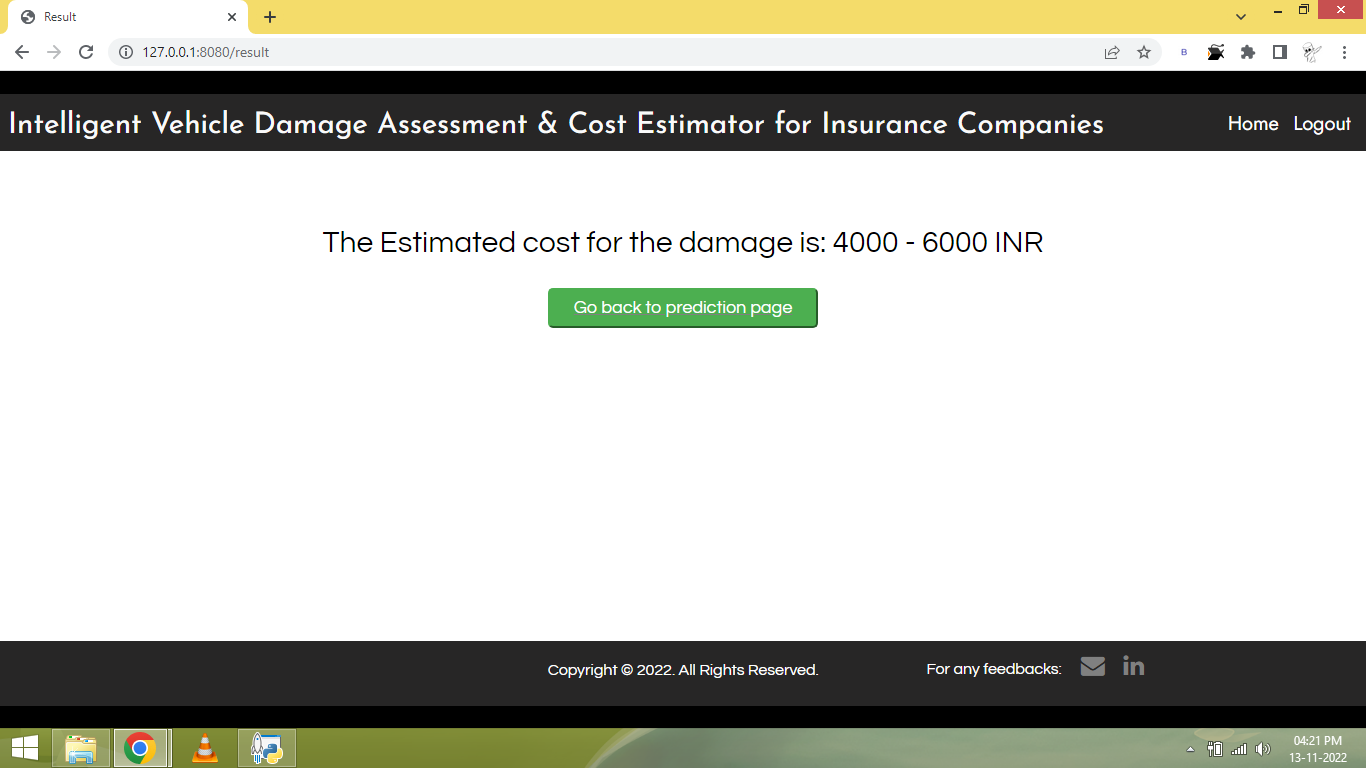 Result
127.0.0.1:8080/result
B
Intelligent Vehicle Damage Assessment & Cost Estimator for Insurance Companies
Home Logout
The Estimated cost for the damage is: 4000 - 6000 INR
Go back to prediction page
Copyright © 2022. All Rights Reserved.
For any feedbacks:
in
04:21 PM
13-11-2022